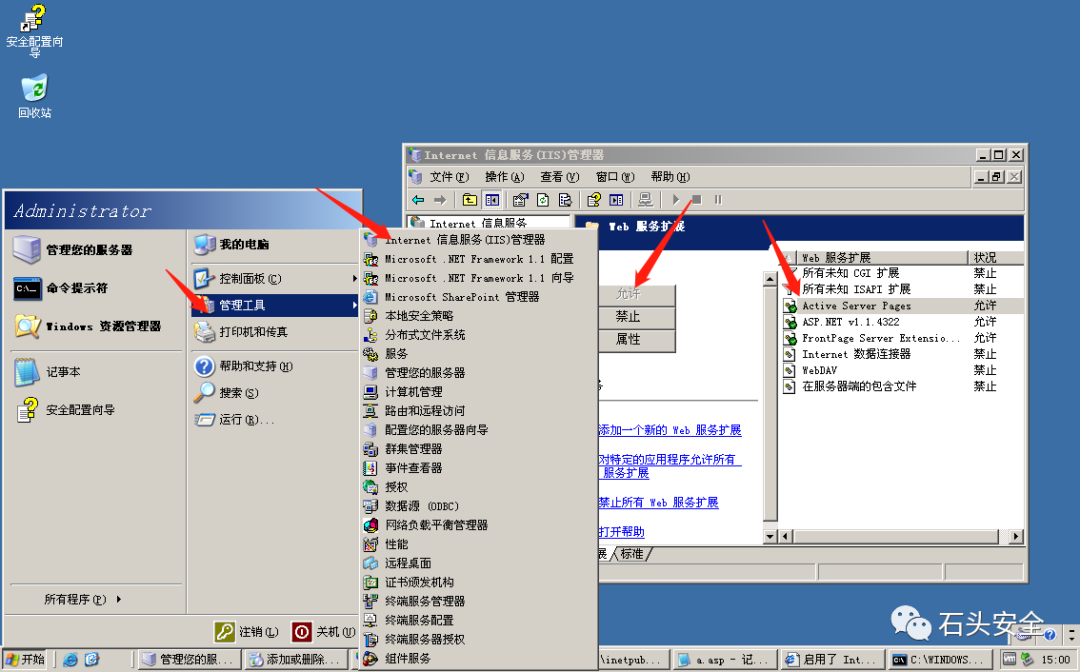 安全配置向
导
回收站
Administrator
管理您的服务器
命令提示符
Windows 资源管理器
记事本
安全配置向导
所有程序(P)
我的电脑
控制面板(C)
管理工具
打印机和传真
帮助和支持(H)
搜索(S)
运行(R)...
注销(L)
关机(U)
Internet 信息服务(IIS)管理器
Microsoft .NET Framework 1.1 配置
Microsoft .NET Framework 1.1 向导
Microsoft SharePoint 管理器
本地安全策略
分布式文件系统
服务
管理您的服务器
计算机管理
路由和远程访问
配置您的服务器向导
群集管理器
事件查看器
授权
数据源 (ODBC)
网络负载平衡管理器
性能
远程桌面
证书颁发机构
终端服务管理器
终端服务配置
终端服务器授权
组件服务
Internet 信息服务(IIS)管理器
文件(F) 操作(A) 查看(V) 窗口(W) 帮助(H)
Internet 信息服务
Web 服务扩展
允许
禁止
属性
添加一个新的 Web 服务扩展
对特定的应用程序允许所有
服务扩展
禁止所有 Web 服务扩展
打开帮助
展 标准
Web 服务扩展 状况
所有未知 CGI 扩展 禁止
所有未知 ISAPI 扩展 禁止
Active Server Pages 允许
ASP.NET v1.1.4322 允许
FrontPage Server Extensio... 允许
Internet 数据连接器 禁止
WebDAV 禁止
在服务器端的包含文件 禁止
石头安全
开始 管理您的服... 添加或删除... \inetpub... a.asp - 记... 启用了 Int... C:\WINDOWS... 15:00